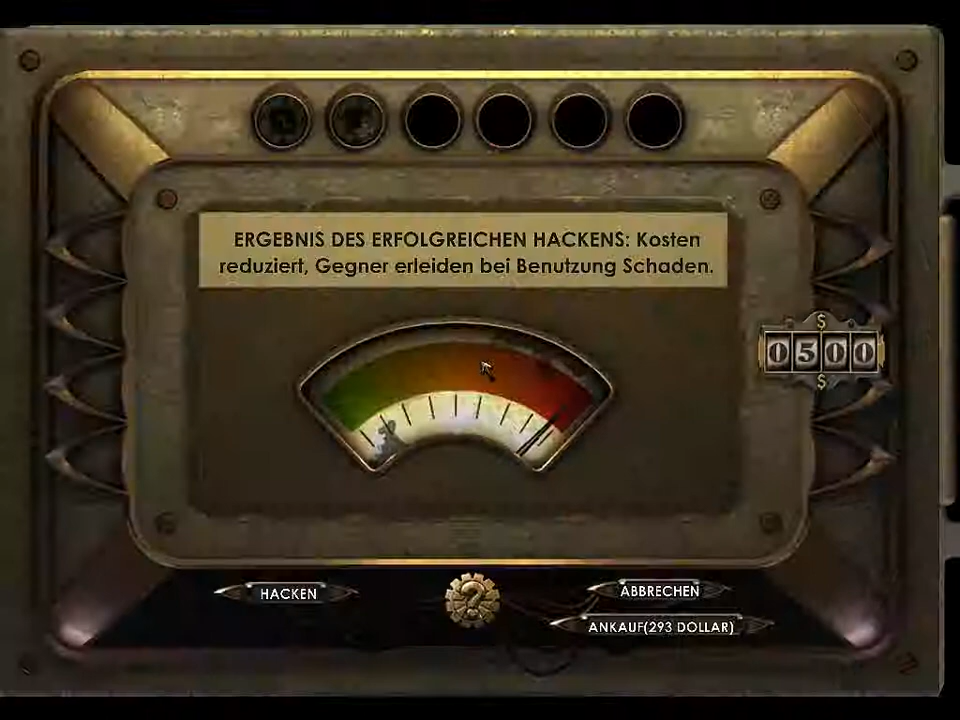 ERGEBNIS DES ERFOLGREICHEN HACKENS: Kosten
reduziert, Gegner erleiden bei Benutzung Schaden.
$
0500
$
HACKEN
?
ABBRECHEN
ANKAUF(293 DOLLAR)